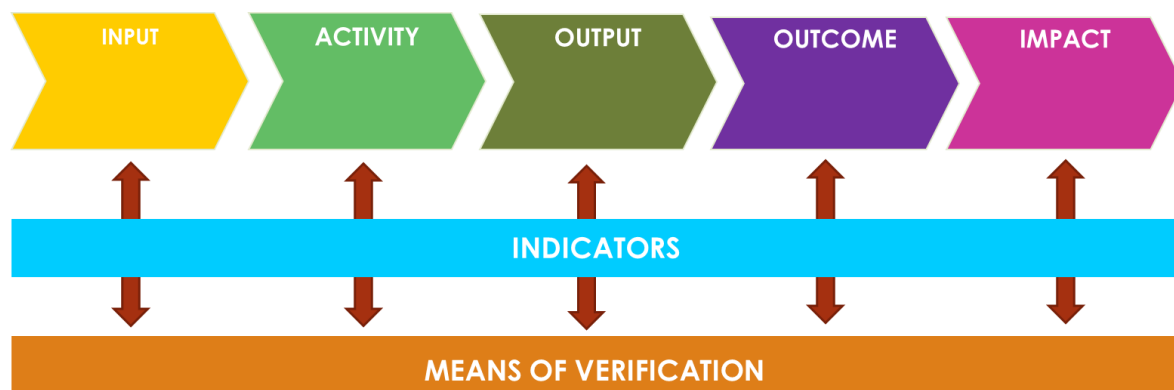 INPUT
ACTIVITY
OUTPUT
OUTCOME
IMPACT
INDICATORS
MEANS OF VERIFICATION